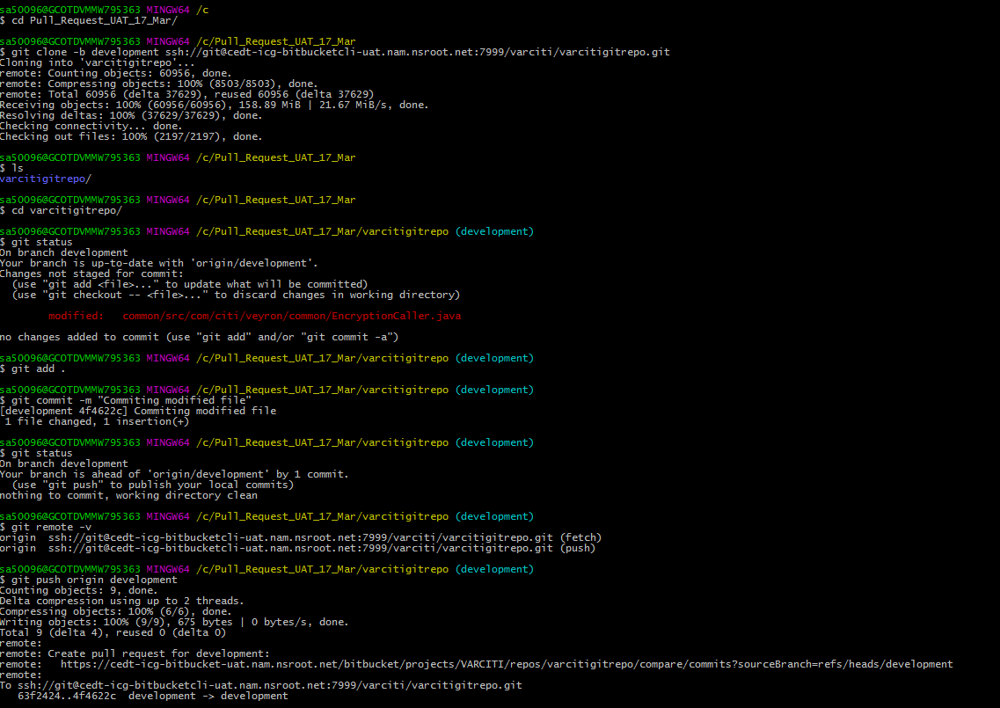 sa50096@GCOTDVMMW795363 MINGW64 /c
$ cd Pull_Request_UAT_17_Mar/

sa50096@GCOTDVMMW795363 MINGW64 /c/Pull_Request_UAT_17_Mar
$ git clone -b development ssh://git@cedt-icg-bitbucketcli-uat.nam.nsroot.net:7999/varciti/varcitigitrepo.git
Cloning into 'varcitigitrepo'...
remote: Counting objects: 60956, done.
remote: Compressing objects: 100% (8503/8503), done.
remote: Total 60956 (delta 37629), reused 60956 (delta 37629)
Receiving objects: 100% (60956/60956), 158.89 MiB | 21.67 MiB/s, done.
Resolving deltas: 100% (37629/37629), done.
Checking connectivity... done.
Checking out files: 100% (2197/2197), done.

sa50096@GCOTDVMMW795363 MINGW64 /c/Pull_Request_UAT_17_Mar
$ ls
varcitigitrepo/

sa50096@GCOTDVMMW795363 MINGW64 /c/Pull_Request_UAT_17_Mar
$ cd varcitigitrepo/

sa50096@GCOTDVMMW795363 MINGW64 /c/Pull_Request_UAT_17_Mar/varcitigitrepo (development)
$ git status
On branch development
Your branch is up-to-date with 'origin/development'.
Changes not staged for commit:
  (use "git add <file>..." to update what will be committed)
  (use "git checkout -- <file>..." to discard changes in working directory)

        modified:   common/src/com/citi/veyron/common/EncryptionCaller.java

no changes added to commit (use "git add" and/or "git commit -a")

sa50096@GCOTDVMMW795363 MINGW64 /c/Pull_Request_UAT_17_Mar/varcitigitrepo (development)
$ git add .

sa50096@GCOTDVMMW795363 MINGW64 /c/Pull_Request_UAT_17_Mar/varcitigitrepo (development)
$ git commit -m "Commiting modified file"
[development 4f4622c] Commiting modified file
 1 file changed, 1 insertion(+)

sa50096@GCOTDVMMW795363 MINGW64 /c/Pull_Request_UAT_17_Mar/varcitigitrepo (development)
$ git status
On branch development
Your branch is ahead of 'origin/development' by 1 commit.
  (use "git push" to publish your local commits)
nothing to commit, working directory clean

sa50096@GCOTDVMMW795363 MINGW64 /c/Pull_Request_UAT_17_Mar/varcitigitrepo (development)
$ git remote -v
origin  ssh://git@cedt-icg-bitbucketcli-uat.nam.nsroot.net:7999/varciti/varcitigitrepo.git (fetch)
origin  ssh://git@cedt-icg-bitbucketcli-uat.nam.nsroot.net:7999/varciti/varcitigitrepo.git (push)

sa50096@GCOTDVMMW795363 MINGW64 /c/Pull_Request_UAT_17_Mar/varcitigitrepo (development)
$ git push origin development
Counting objects: 9, done.
Delta compression using up to 2 threads.
Compressing objects: 100% (6/6), done.
Writing objects: 100% (9/9), 675 bytes | 0 bytes/s, done.
Total 9 (delta 4), reused 0 (delta 0)
remote:
remote: Create pull request for development:
remote:   https://cedt-icg-bitbucket-uat.nam.nsroot.net/bitbucket/projects/VARCITI/repos/varcitigitrepo/compare/commits?sourceBranch=refs/heads/development
remote:
To ssh://git@cedt-icg-bitbucketcli-uat.nam.nsroot.net:7999/varciti/varcitigitrepo.git
   63f2424..4f4622c  development -> development